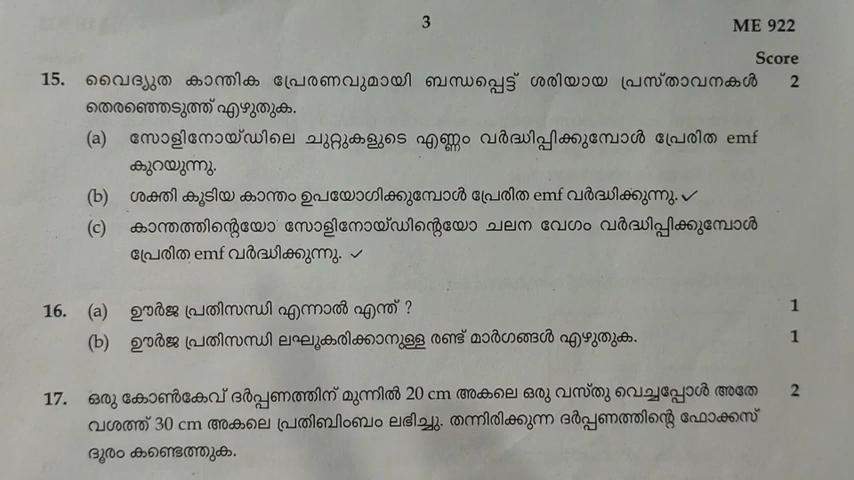 3
ME 922
Score
15. വൈദ്യുത കാന്തിക പ്രേരണവുമായി ബന്ധപ്പെട്ട് ശരിയായ പ്രസ്താവനകൾ 2
തെരഞ്ഞെടുത്ത് എഴുതുക.
(a) സോളിനോയ്ഡിലെ ചുറ്റുകളുടെ എണ്ണം വർദ്ധിപ്പിക്കുമ്പോൾ പ്രേരിത emf
കുറയുന്നു.
(b) ശക്തി കൂടിയ കാന്തം ഉപയോഗിക്കുമ്പോൾ പ്രേരിത emf വർദ്ധിക്കുന്നു. ✓
(c) കാന്തത്തിന്റെയോ സോളിനോയ്ഡിന്റെയോ ചലന വേഗം വർദ്ധിപ്പിക്കുമ്പോൾ
പ്രേരിത emf വർദ്ധിക്കുന്നു. ✓
16. (a) ഊർജ പ്രതിസന്ധി എന്നാൽ എന്ത് ? 1
(b) ഊർജ പ്രതിസന്ധി ലഘൂകരിക്കാനുള്ള രണ്ട് മാർഗങ്ങൾ എഴുതുക. 1
17. ഒരു കോൺകേവ് ദർപ്പണത്തിന് മുന്നിൽ 20 cm അകലെ ഒരു വസ്തു വെച്ചപ്പോൾ അതേ 2
വശത്ത് 30 cm അകലെ പ്രതിബിംബം ലഭിച്ചു. തന്നിരിക്കുന്ന ദർപ്പണത്തിന്റെ ഫോക്കസ്
ദൂരം കണ്ടെത്തുക.